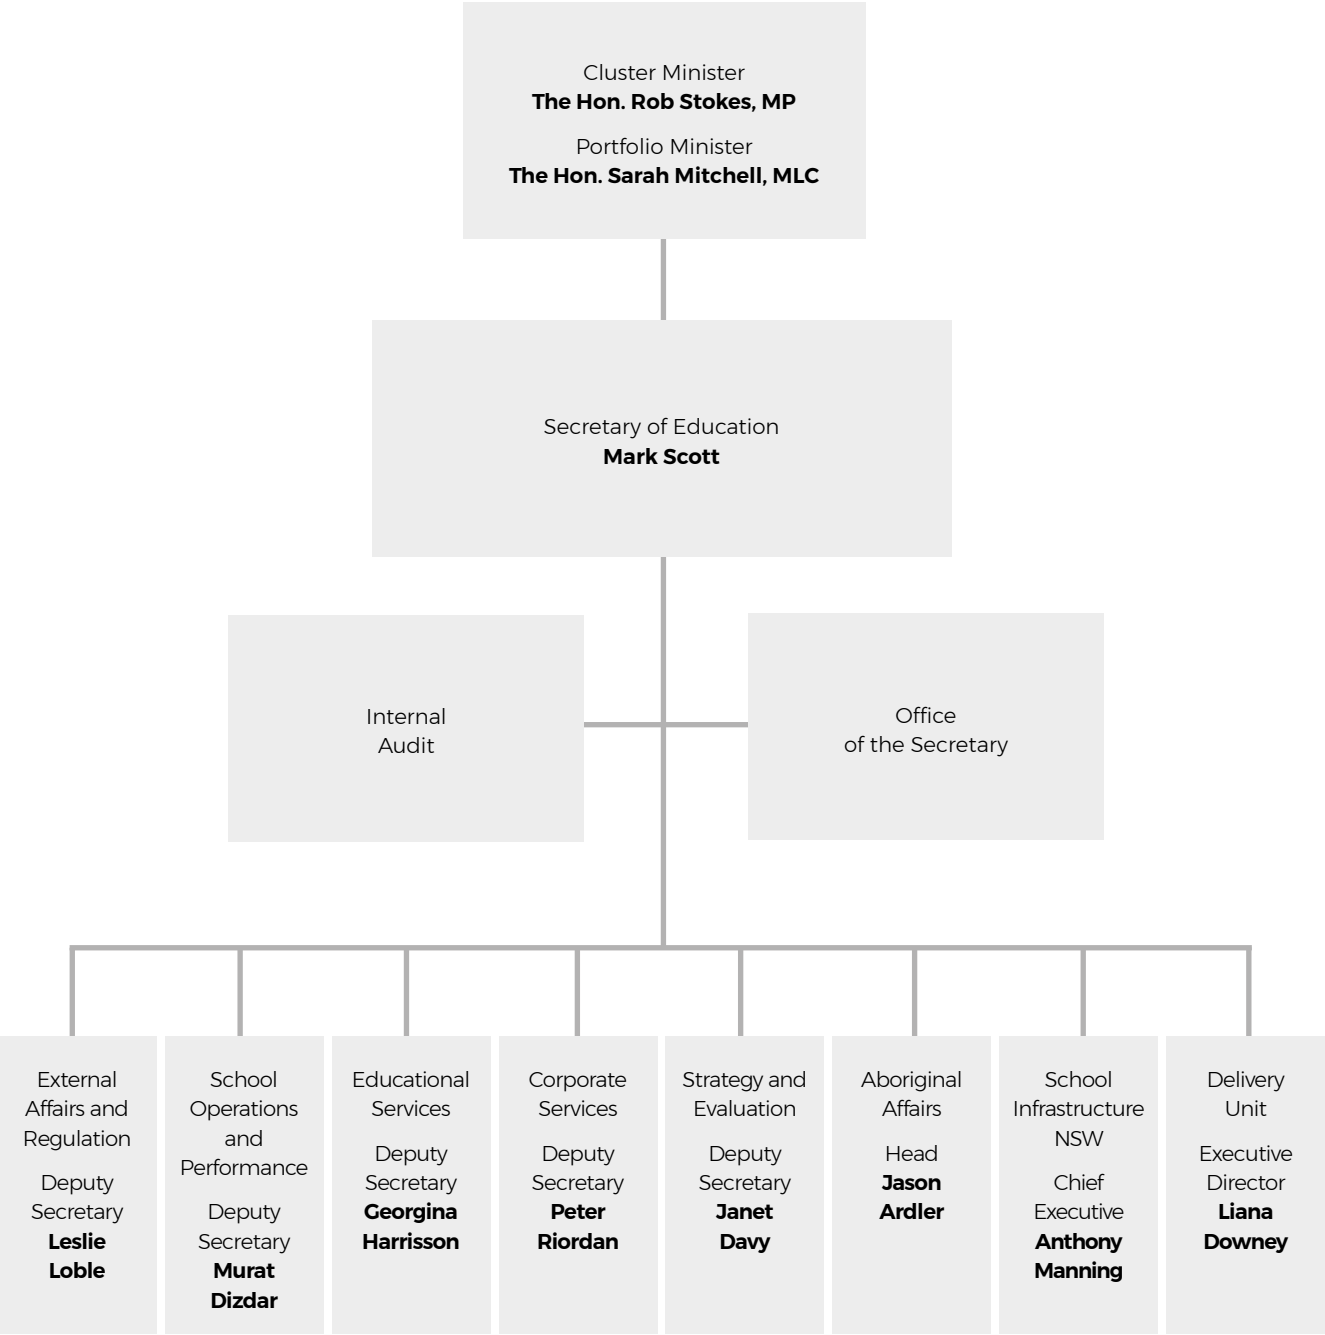 Cluster Minister
The Hon. Rob Stokes, MP
Portfolio Minister
The Hon. Sarah Mitchell, MLC
Secretary of Education
Mark Scott
Internal
Audit
Office
of the Secretary
External
Affairs and
Regulation
Deputy
Secretary
Leslie
Loble
School
Operations
and
Performance
Deputy
Secretary
Murat
Dizdar
Educational
Services
Deputy
Secretary
Georgina
Harrisson
Corporate
Services
Deputy
Secretary
Peter
Riordan
Strategy and
Evaluation
Deputy
Secretary
Janet
Davy
Aboriginal
Affairs
Head
Jason
Ardler
School
Infrastructure
NSW
Chief
Executive
Anthony
Manning
Delivery
Unit
Executive
Director
Liana
Downey